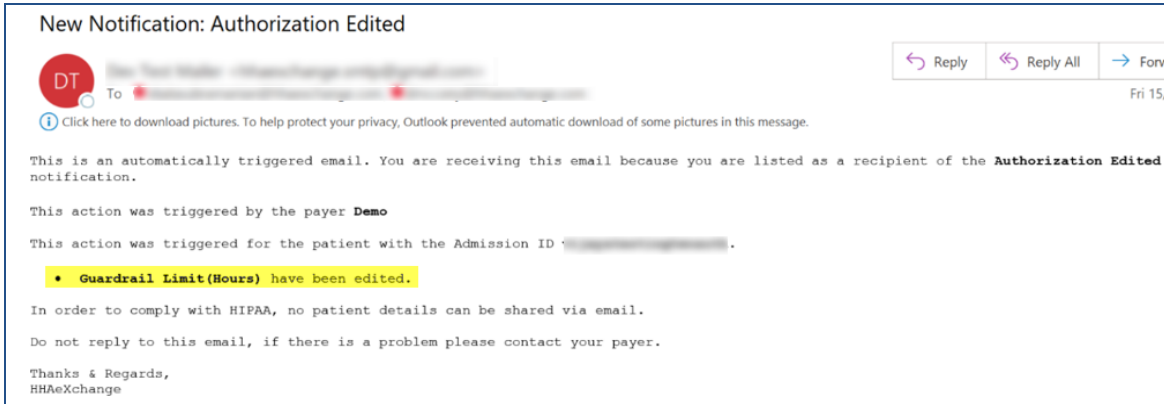 New Notification: Authorization Edited
DT
To
Reply
Reply All
Forw
Fri 15,
Click here to download pictures. To help protect your privacy, Outlook prevented automatic download of some pictures in this message.
This is an automatically triggered email. You are receiving this email because you are listed as a recipient of the Authorization Edited
notification.
This action was triggered by the payer Demo
This action was triggered for the patient with the Admission ID .
• Guardrail Limit(Hours) have been edited.
In order to comply with HIPAA, no patient details can be shared via email.
Do not reply to this email, if there is a problem please contact your payer.
Thanks & Regards,
HHAeXchange